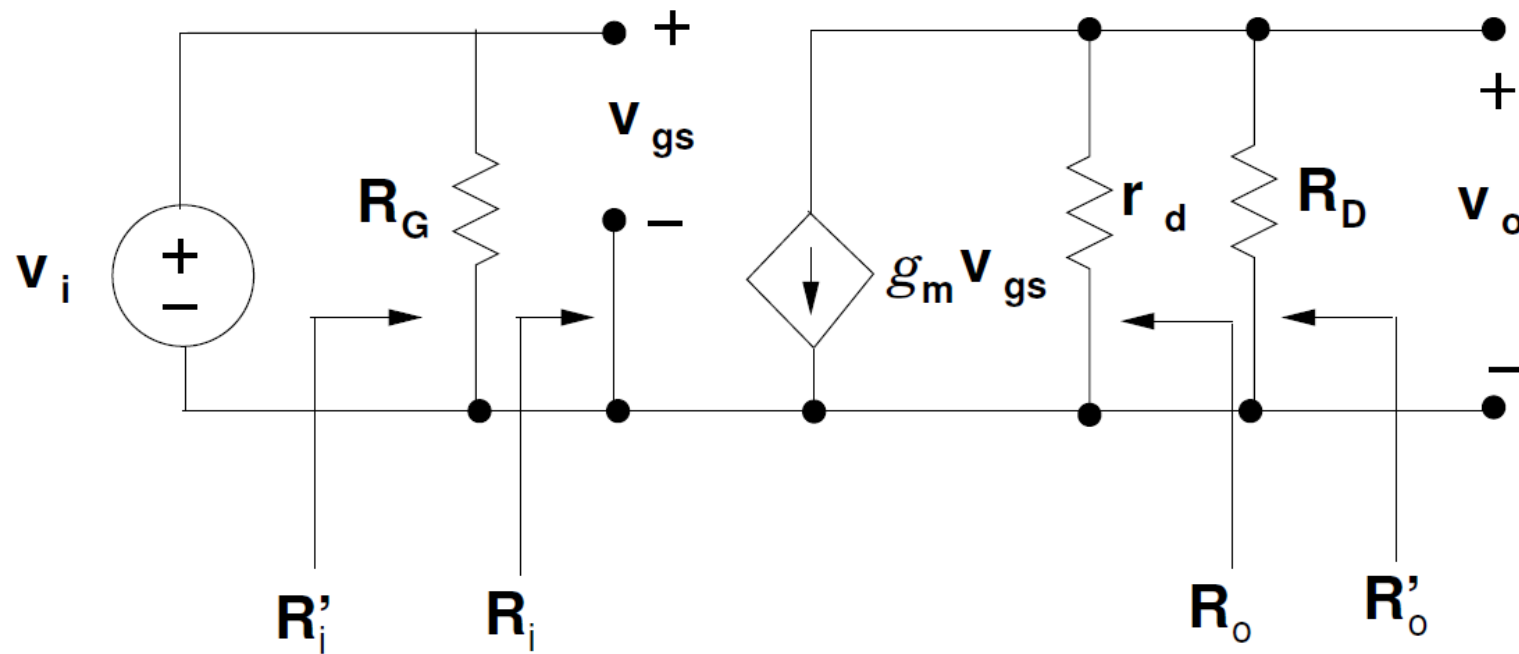 +
v gs
−
R G
v i
+
−
g m v gs
r d
R D
+
v o
−
R' i
R i
R o
R' o